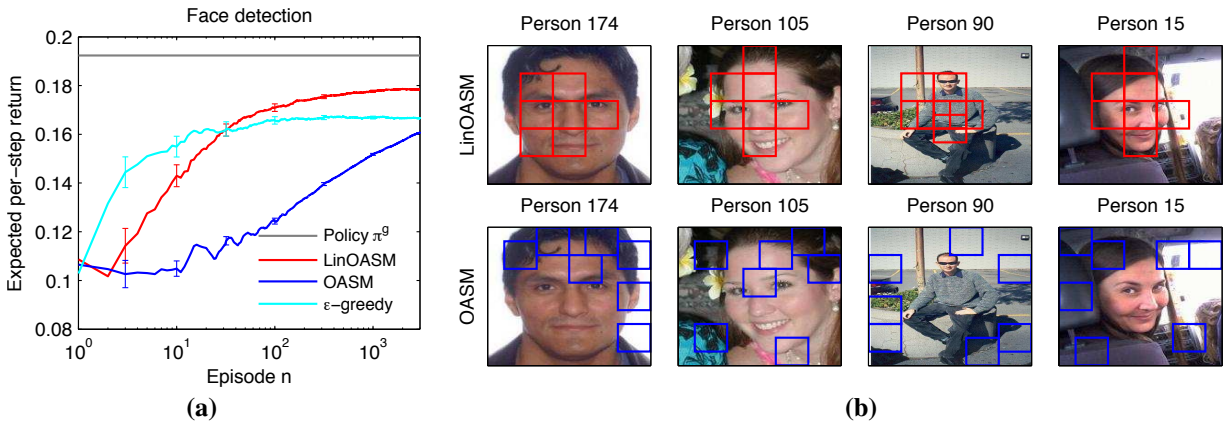 Face detection
Expected per-step return
0.2
0.18
0.16
0.14
0.12
0.1
0.08
10^0
10^1
10^2
10^3
Episode n
Policy π^g
LinOASM
OASM
ε-greedy
(a)
Person 174
Person 105
Person 90
Person 15
LinOASM
Person 174
Person 105
Person 90
Person 15
OASM
(b)